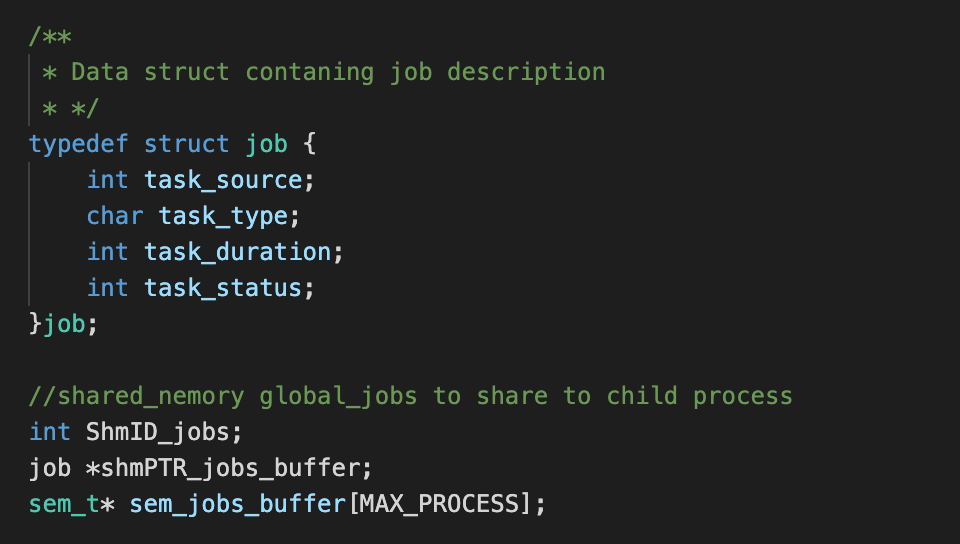 /**
 * Data struct contaning job description
 * */
typedef struct job {
    int task_source;
    char task_type;
    int task_duration;
    int task_status;
}job;

//shared_nemory global_jobs to share to child process
int ShmID_jobs;
job *shmPTR_jobs_buffer;
sem_t* sem_jobs_buffer[MAX_PROCESS];